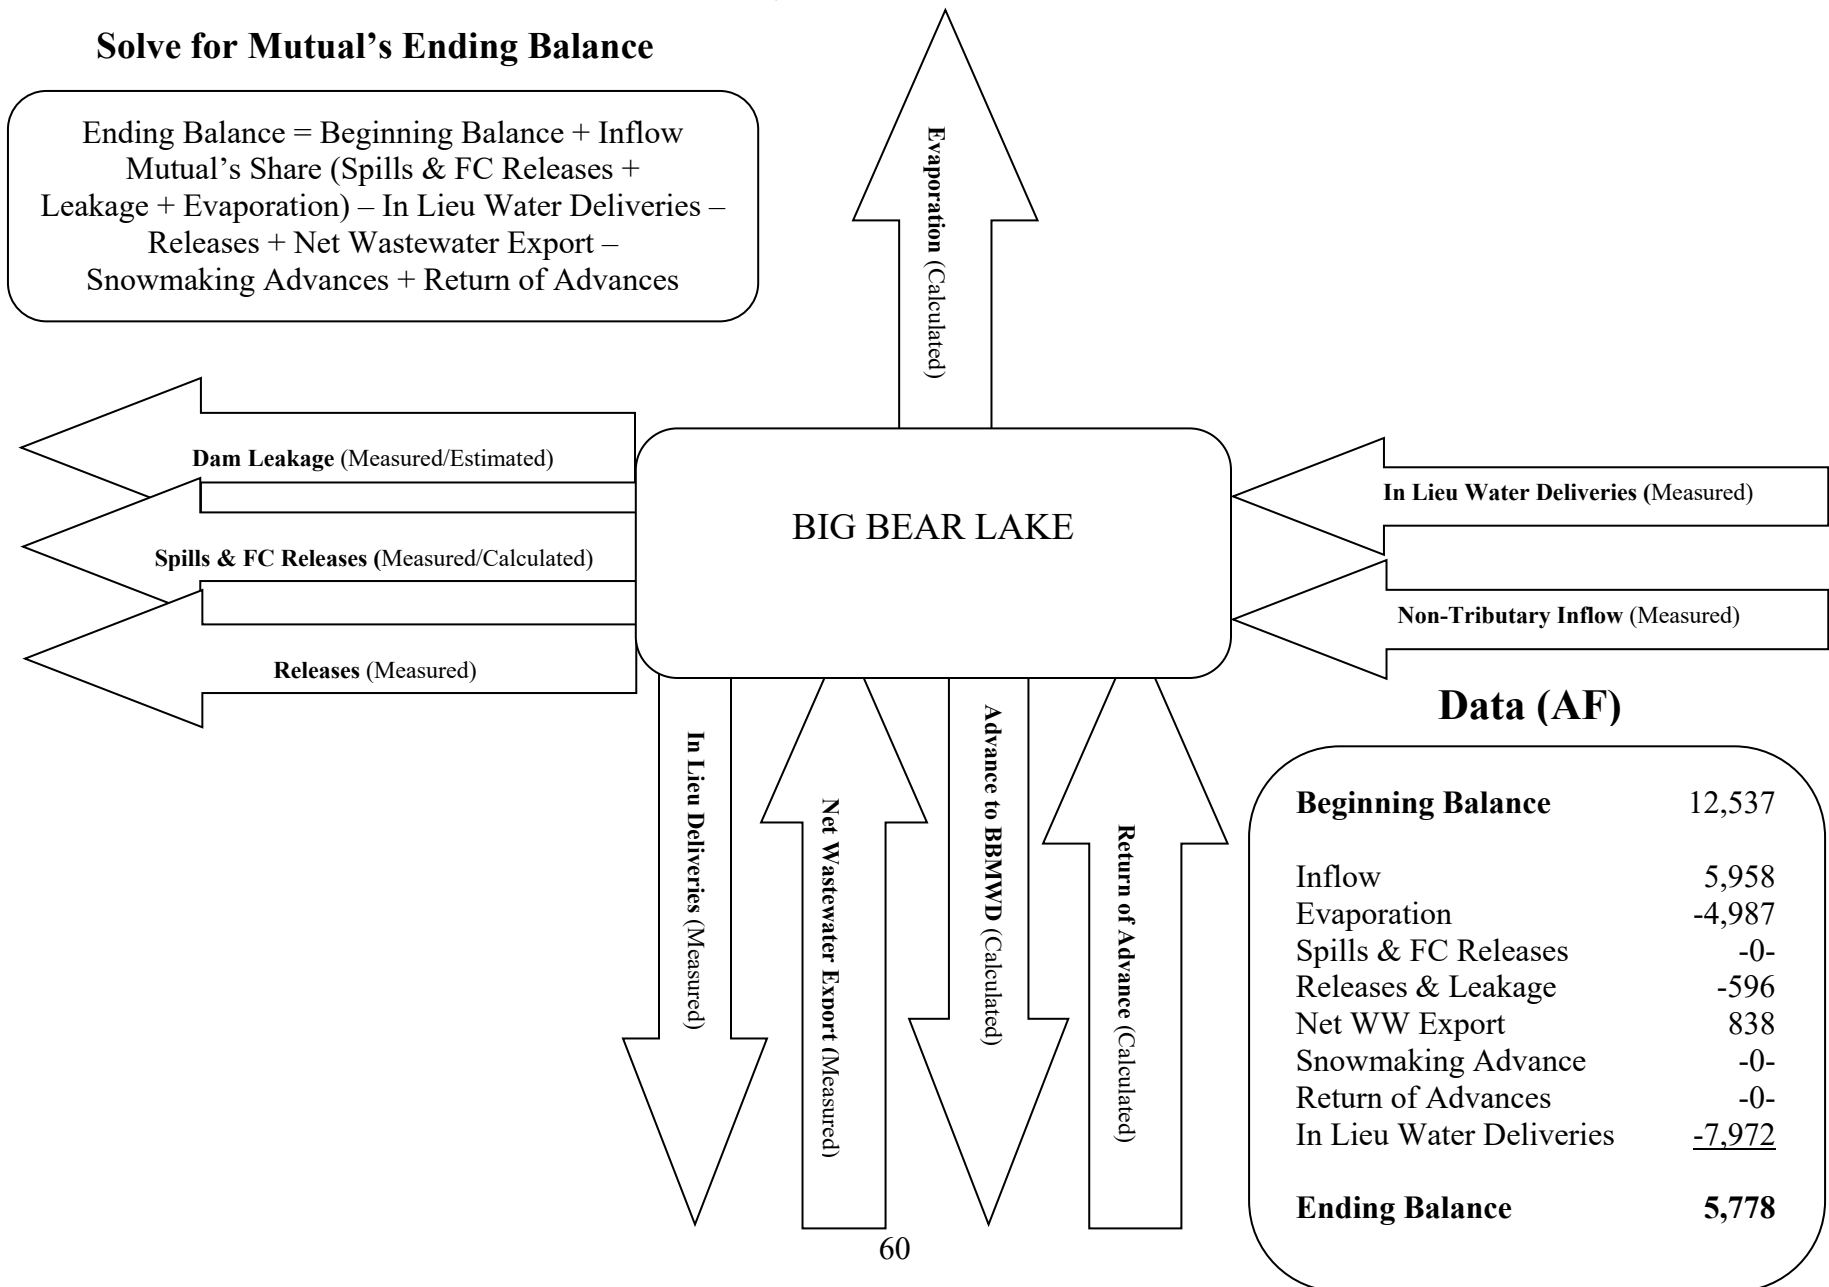 Solve for Mutual’s Ending Balance
Ending Balance = Beginning Balance + Inflow
Mutual’s Share (Spills & FC Releases +
Leakage + Evaporation) – In Lieu Water Deliveries –
Releases + Net Wastewater Export –
Snowmaking Advances + Return of Advances
Evaporation (Calculated)
Dam Leakage (Measured/Estimated)
Spills & FC Releases (Measured/Calculated)
Releases (Measured)
BIG BEAR LAKE
In Lieu Water Deliveries (Measured)
Non-Tributary Inflow (Measured)
In Lieu Deliveries (Measured)
Net Wastewater Export (Measured)
Advance to BBMWD (Calculated)
Return of Advance (Calculated)
Data (AF)
Beginning Balance 12,537
Inflow 5,958
Evaporation -4,987
Spills & FC Releases -0-
Releases & Leakage -596
Net WW Export 838
Snowmaking Advance -0-
Return of Advances -0-
In Lieu Water Deliveries -7,972
Ending Balance 5,778
60